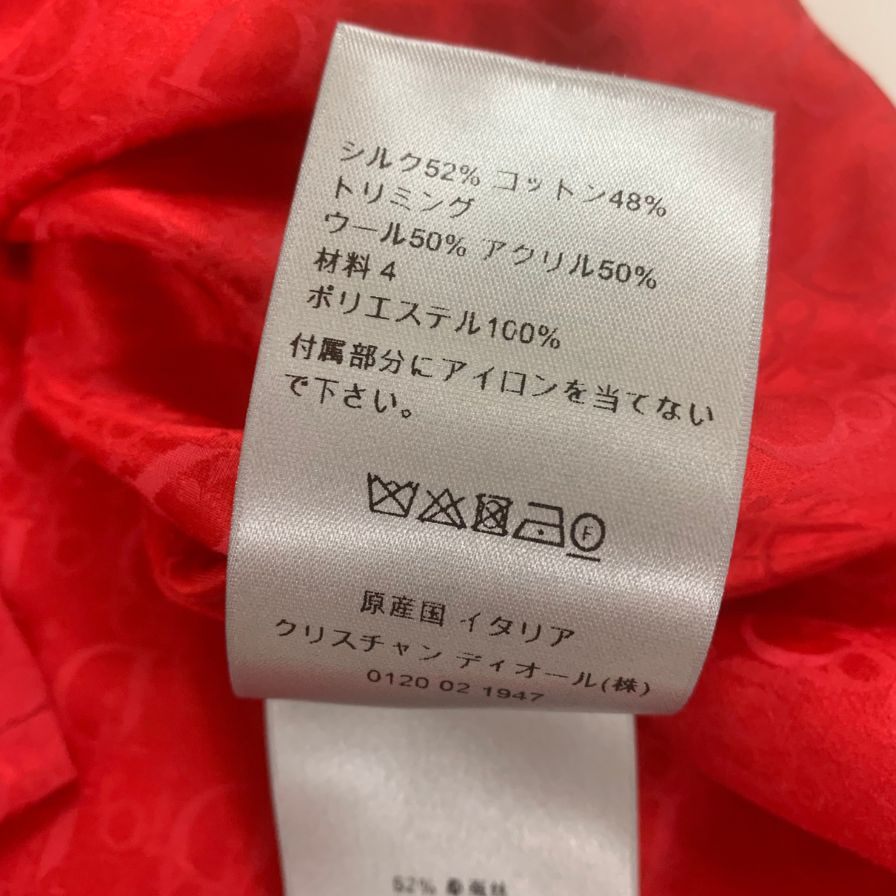 シルク52% コットン48%
トリミング
ウール50% アクリル50%
材料 4
ポリエステル100%
付属部分にアイロンを当てない
で下さい。
F
原産国 イタリア
クリスチャン ディオール(株)
0120 02 1947
52%